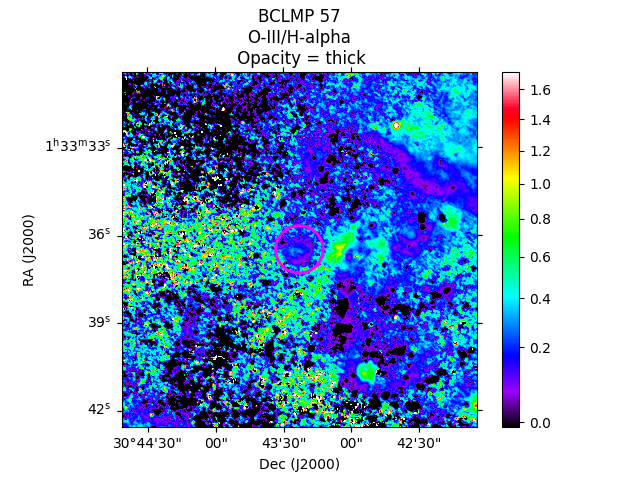 BCLMP 57
O-III/H-alpha
Opacity = thick
1ʰ33ᵐ33ˢ
36ˢ
39ˢ
42ˢ
RA (J2000)
30°44'30"
00"
43'30"
00"
42'30"
Dec (J2000)
1.6
1.4
1.2
1.0
0.8
0.6
0.4
0.2
0.0